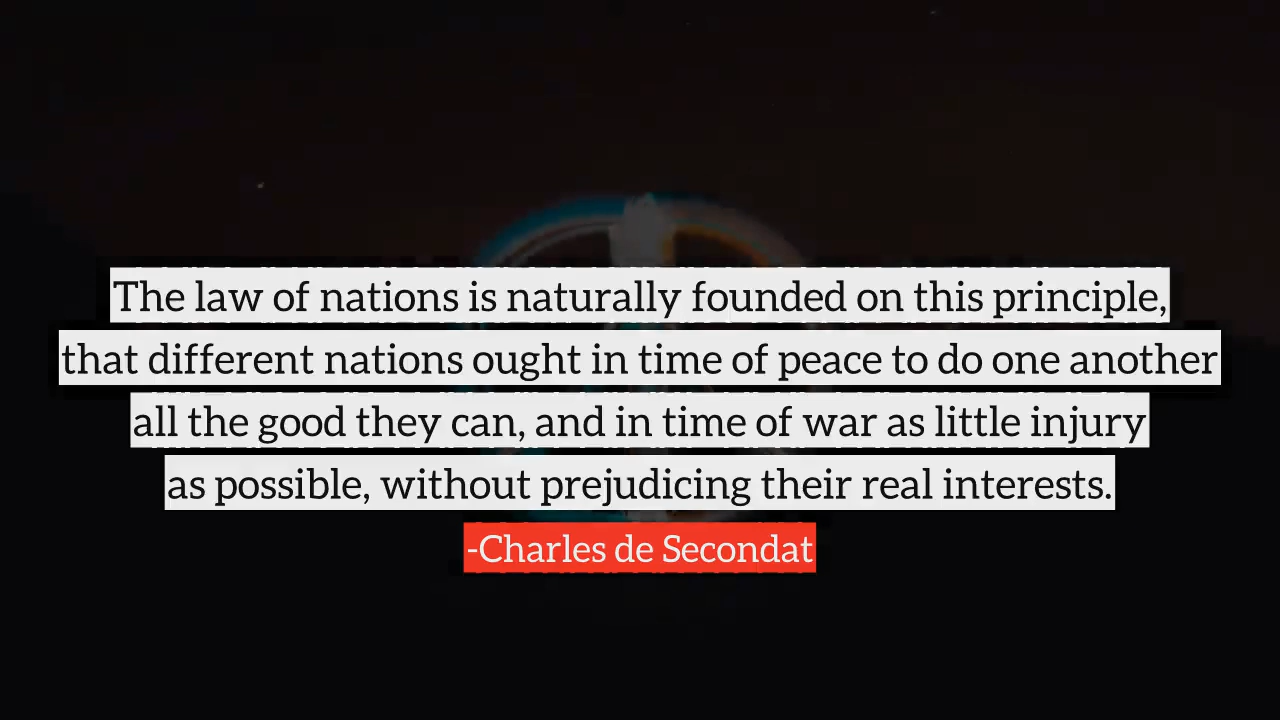 The law of nations is naturally founded on this principle,
that different nations ought in time of peace to do one another
all the good they can, and in time of war as little injury
as possible, without prejudicing their real interests.
-Charles de Secondat